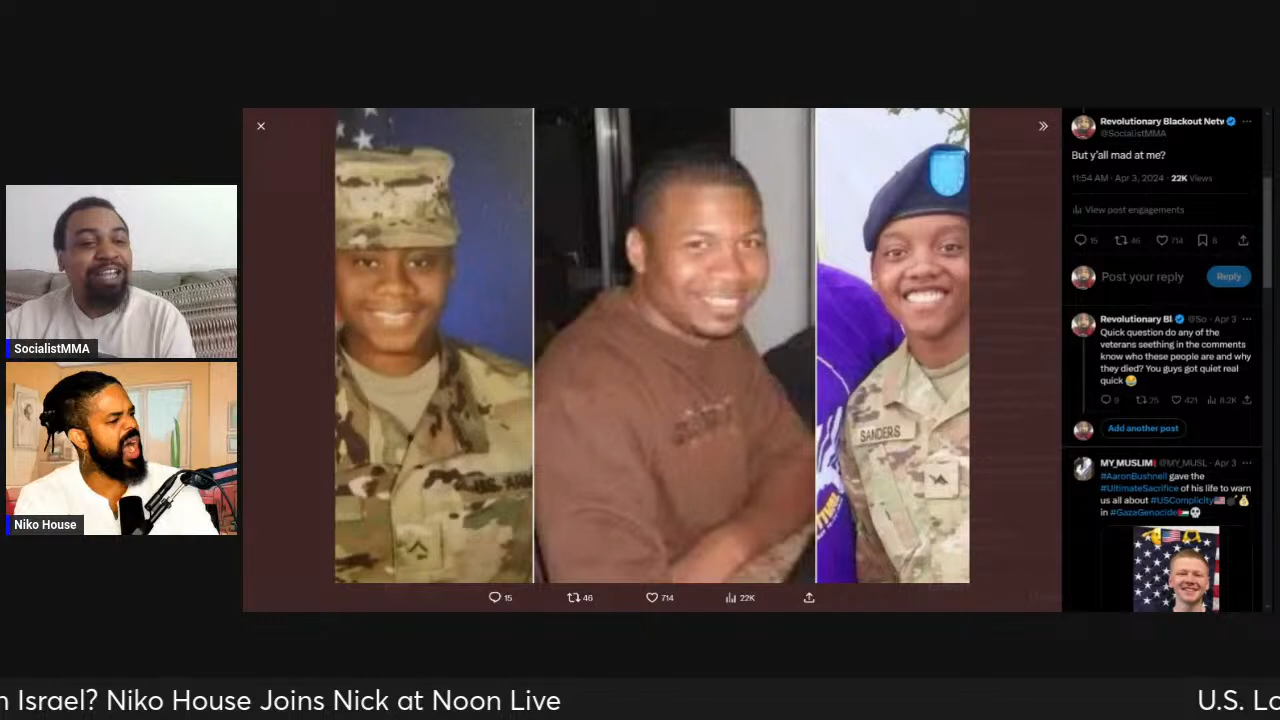 SocialistMMA
Niko House
SANDERS
15
46
714
22K
Revolutionary Blackout Netw
@SocialistMMA
But y'all mad at me?
11:54 AM · Apr 3, 2024 · 22K Views
View post engagements
15 46 714 8
Post your reply Reply
Revolutionary Bl @So · Apr 3
Quick question do any of the
veterans seething in the comments
know who these people are and why
they died? You guys got quiet real
quick
9 25 421 8.2K
Add another post
MY_MUSLIM @MY_MUSL · Apr 3
#AaronBushnell gave the
#UltimateSacrifice of his life to warn
us all about #USComplicity
in #GazaGenocide
n Israel? Niko House Joins Nick at Noon Live
U.S. Lo